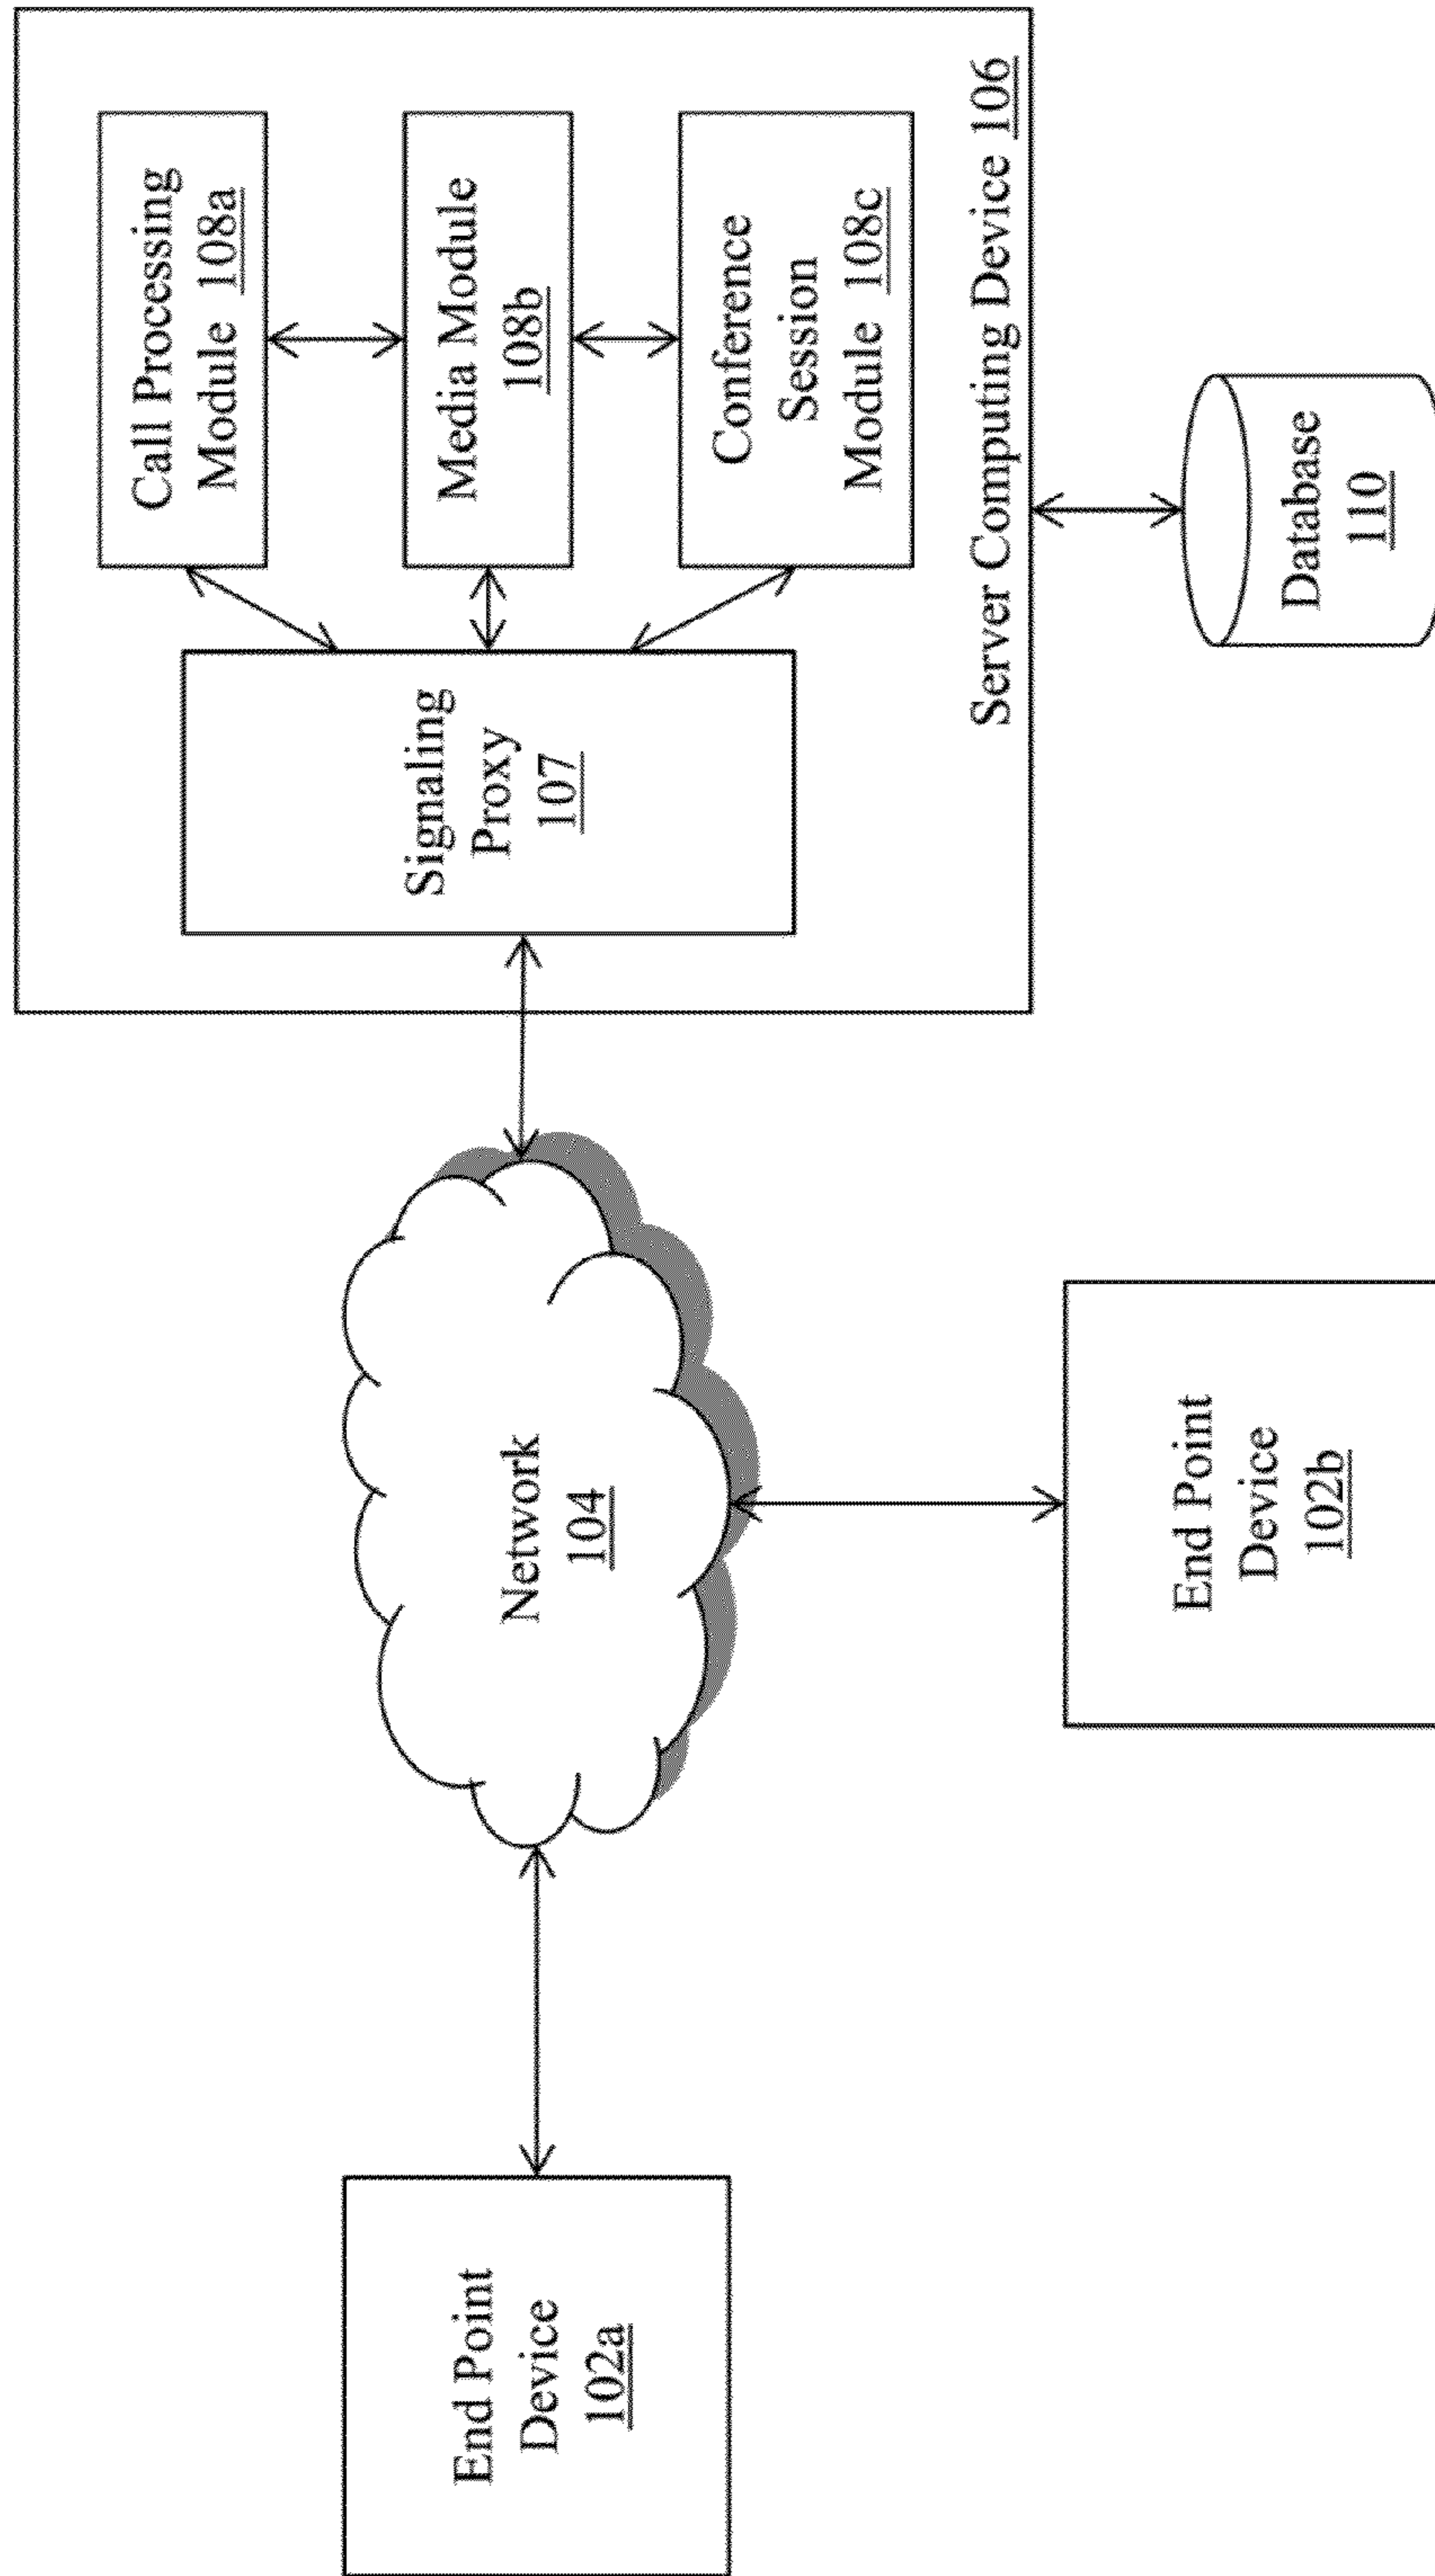 End Point
Device
102a
Network
104
End Point
Device
102b
Signaling
Proxy
107
Call Processing
Module 108a
Media Module
108b
Conference
Session
Module 108c
Server Computing Device 106
Database
110